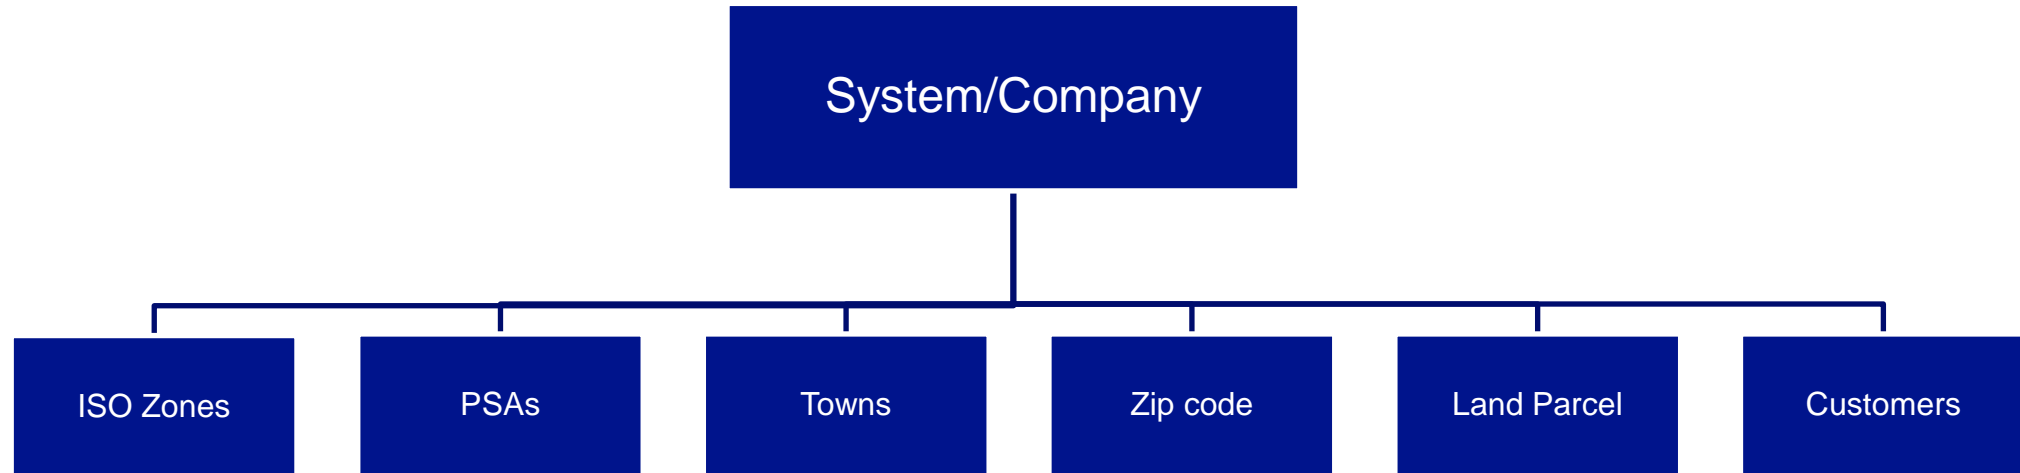 System/Company
ISO Zones
PSAs
Towns
Zip code
Land Parcel
Customers